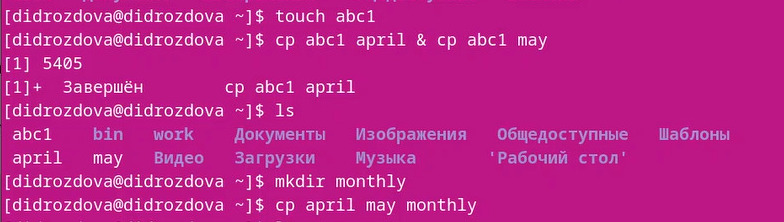 [didrozdova@didrozdova ~]$ touch abc1
[didrozdova@didrozdova ~]$ cp abc1 april & cp abc1 may
[1] 5405
[1]+  Завершён        cp abc1 april
[didrozdova@didrozdova ~]$ ls
abc1   bin   work   Документы   Изображения   Общедоступные   Шаблоны
april   may   Видео   Загрузки   Музыка   'Рабочий стол'
[didrozdova@didrozdova ~]$ mkdir monthly
[didrozdova@didrozdova ~]$ cp april may monthly